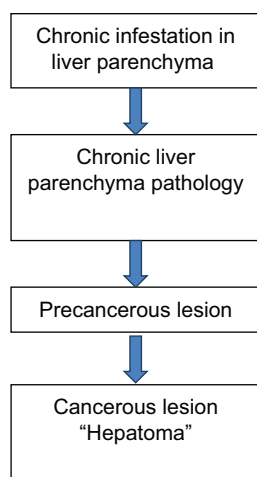 Chronic infestation in
liver parenchyma
Chronic liver
parenchyma pathology
Precancerous lesion
Cancerous lesion
“Hepatoma”